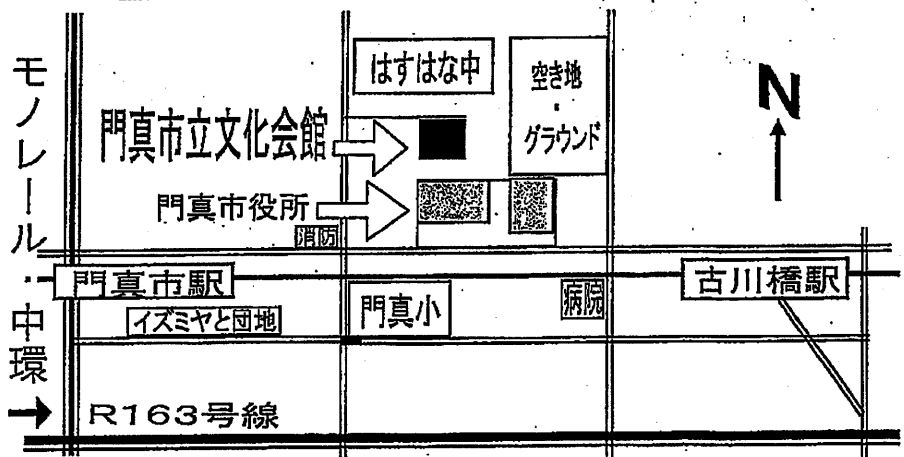 モノレール・中環
はすはな中
空き地
・
グラウンド
N
門真市立文化会館
門真市役所
消防
門真市駅
古川橋駅
イズミヤと団地
門真小
病院
R163号線